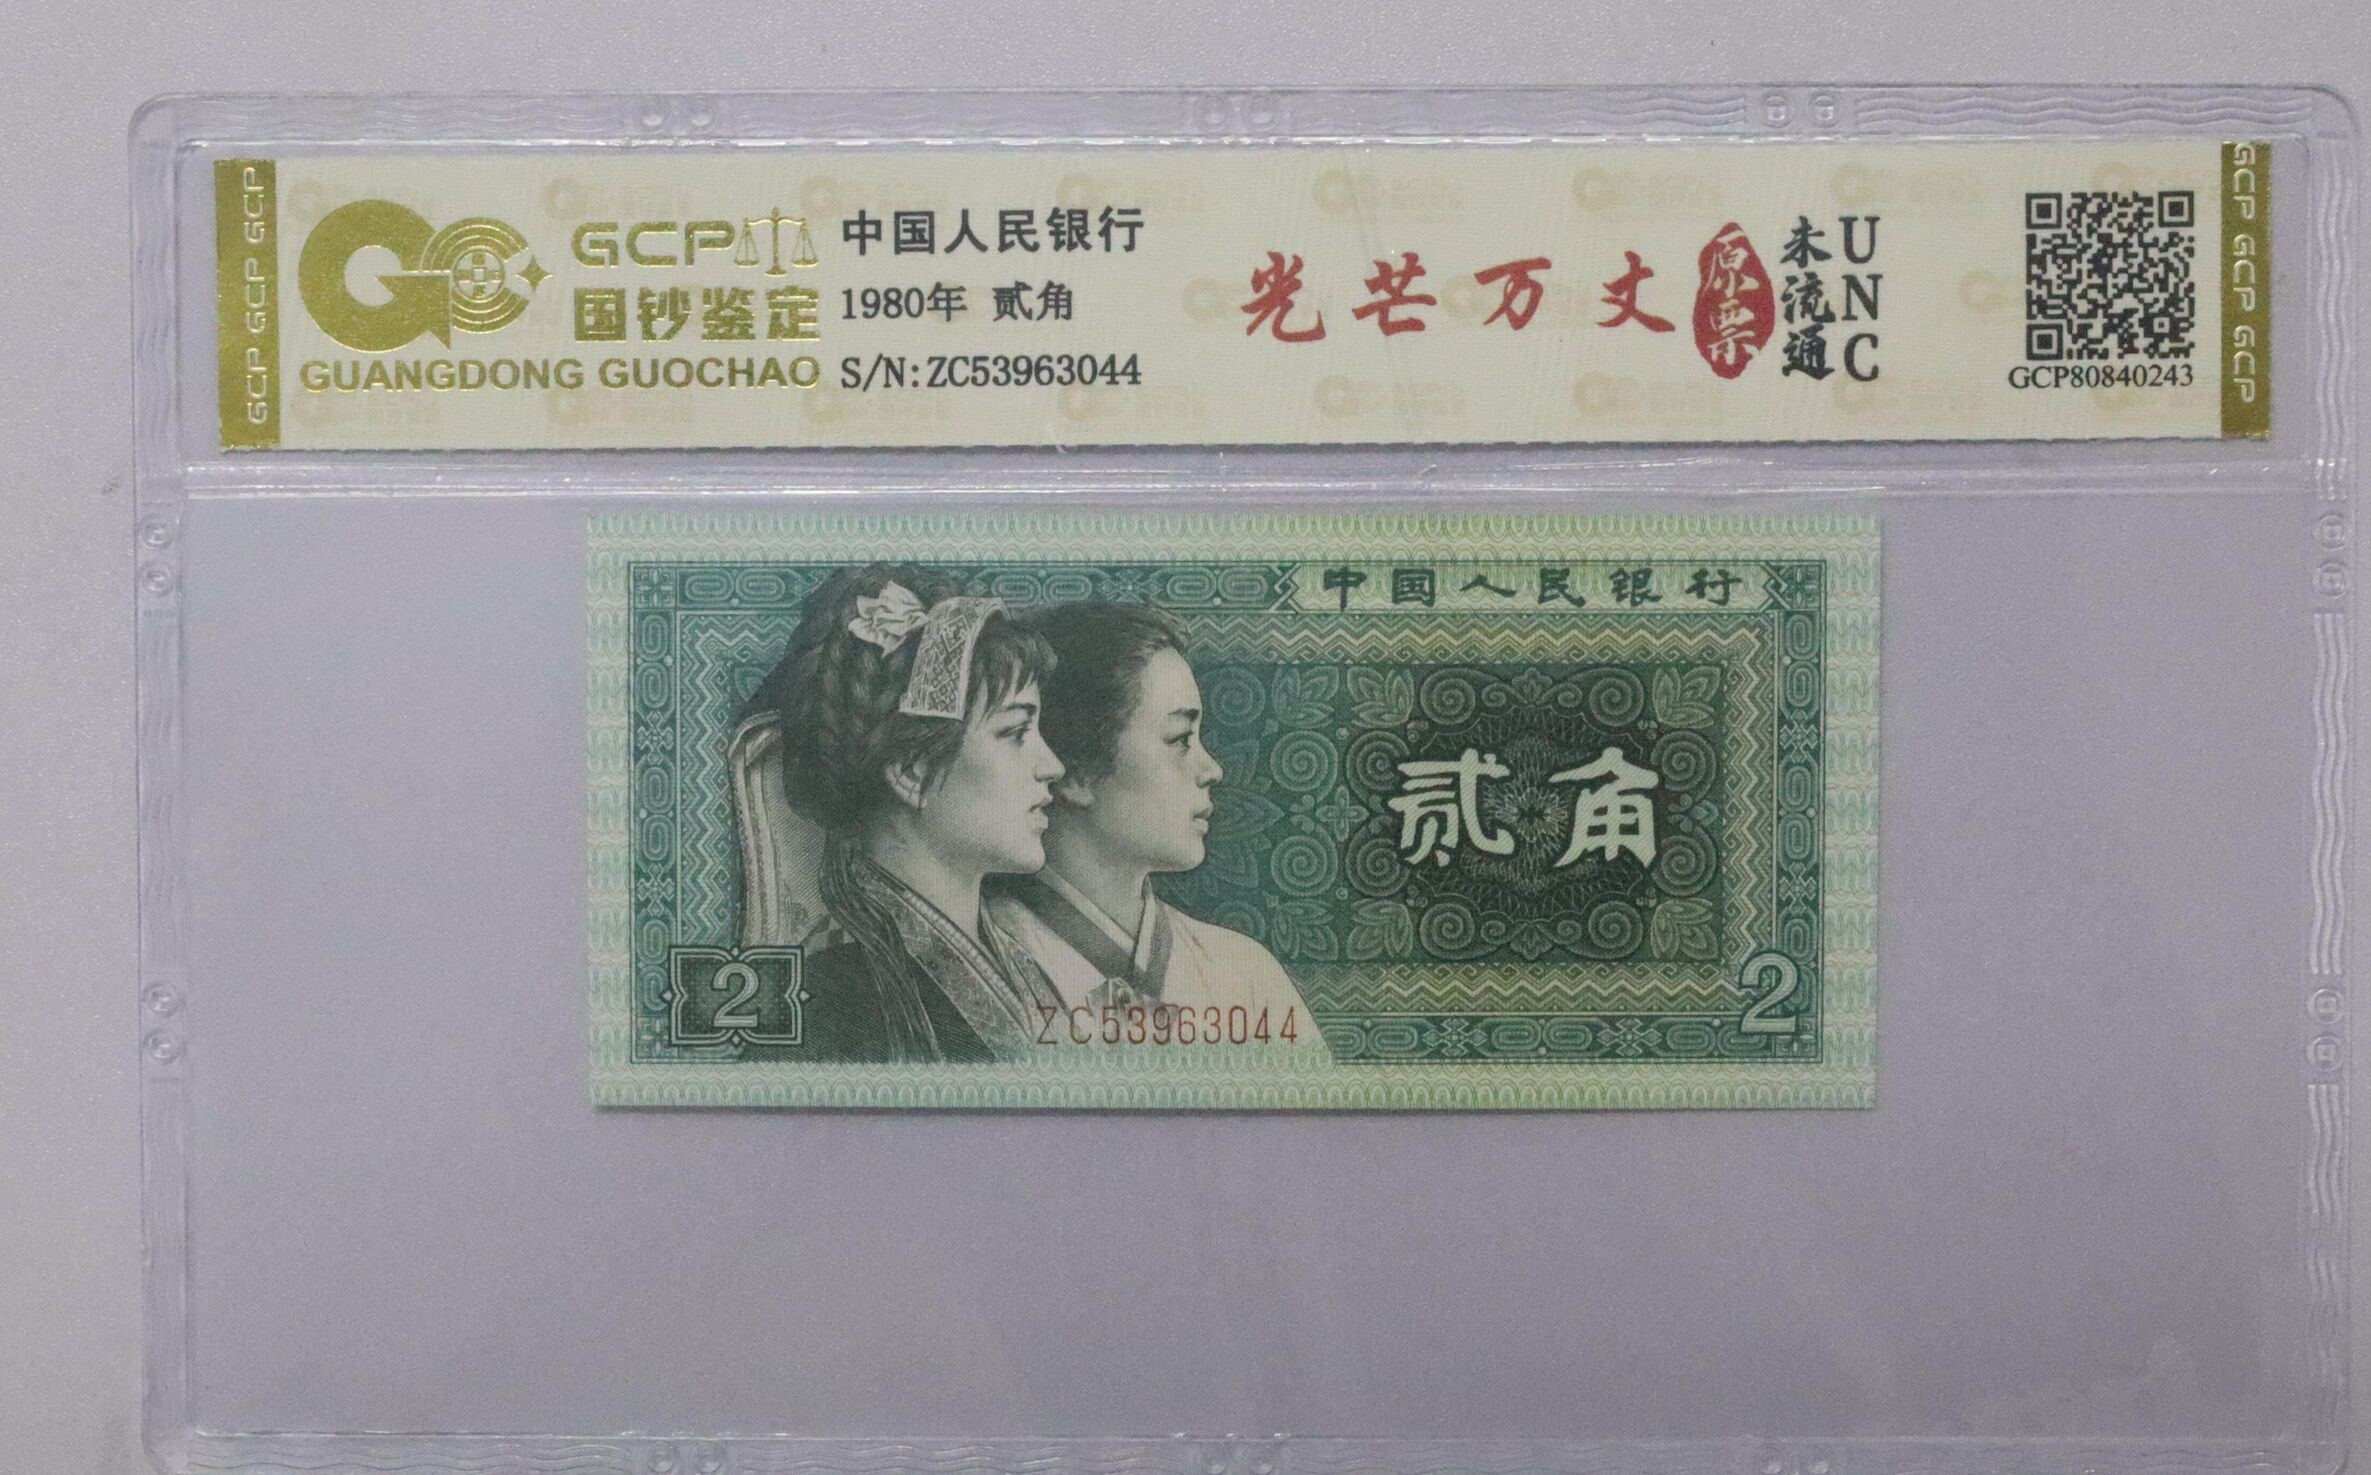 GCP GCP GCP
GCP
国钞鉴定
GUANGDONG GUOCHAO
中国人民银行
1980年 贰角
S/N:ZC53963044
光芒万丈
原票
未流通
UNC
GCP80840243
GCP GCP GCP
中国人民银行
贰角
2
ZC53963044
2